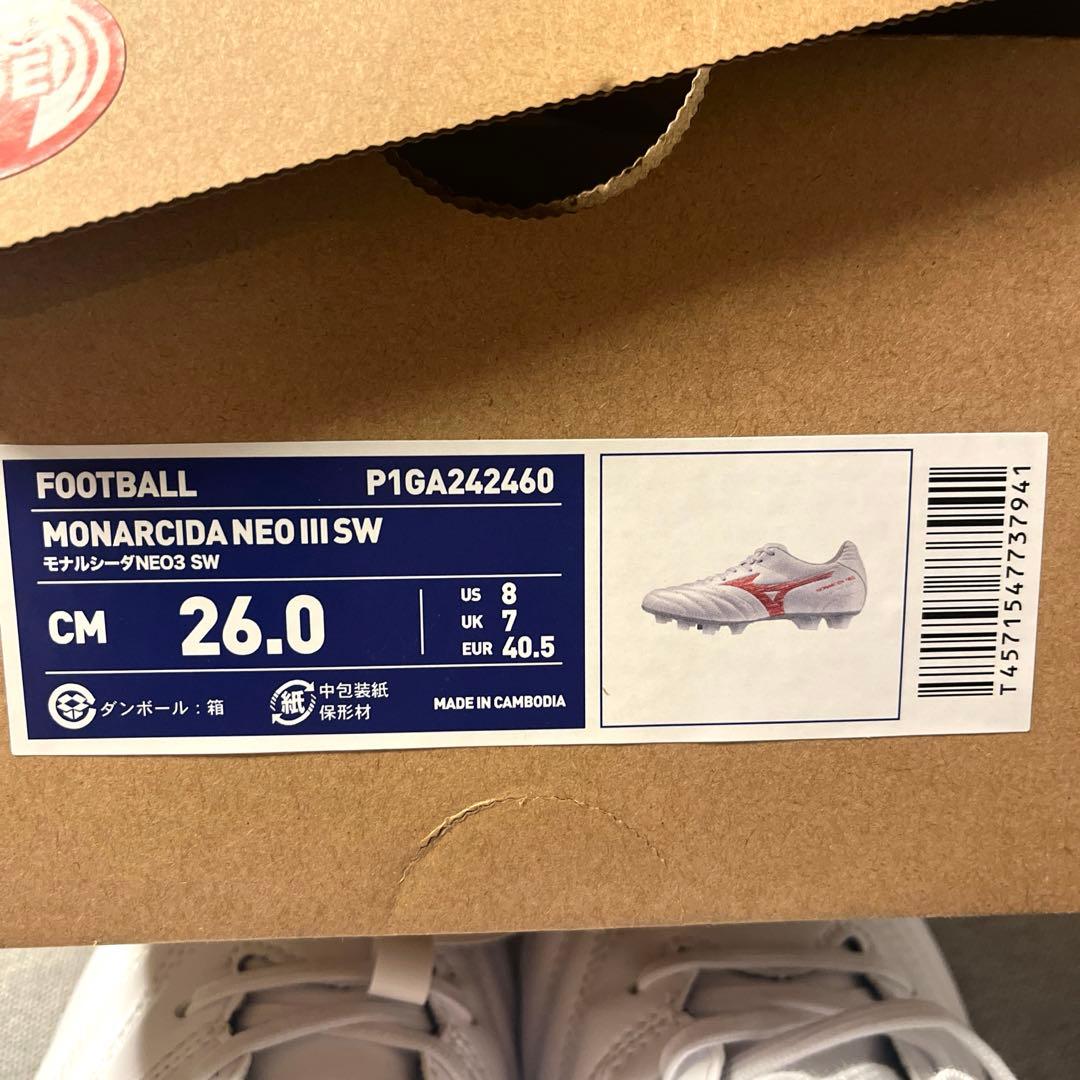 FOOTBALL P1GA242460
MONARCIDA NEO III SW
モナルシーダNEO3 SW
CM 26.0
US 8
UK 7
EUR 40.5
ダンボール：箱
紙 中包装紙
保形材
MADE IN CAMBODIA
T4571547737941